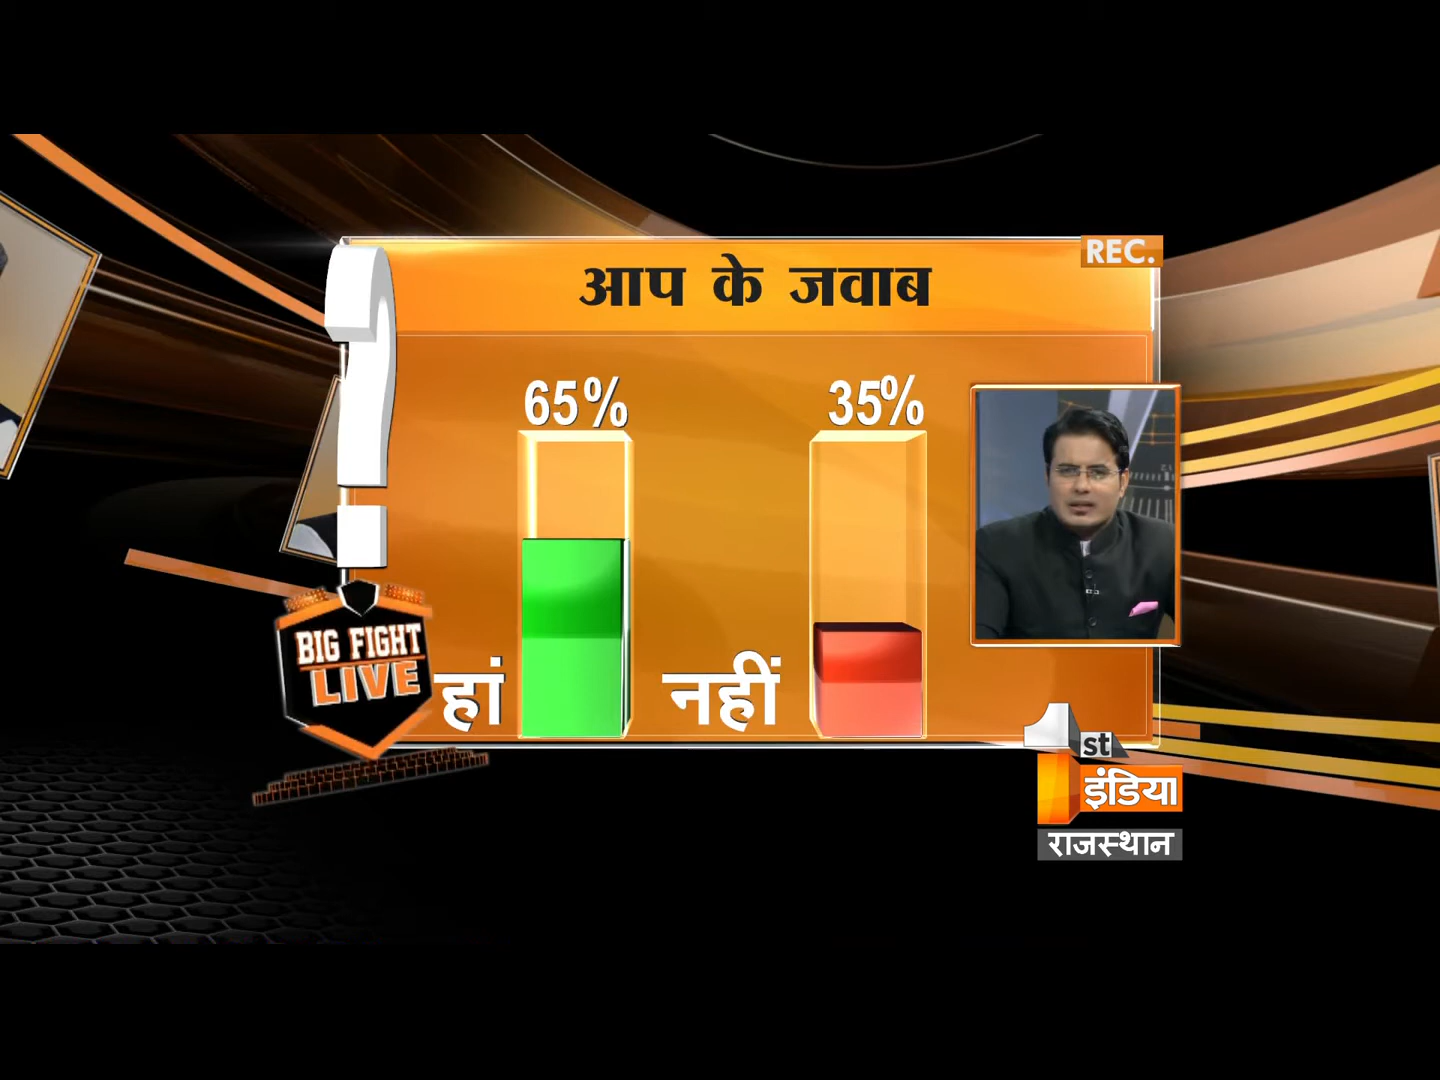 REC.
आप के जवाब
65%
35%
हां
नहीं
BIG FIGHT
LIVE
1st
इंडिया
राजस्थान